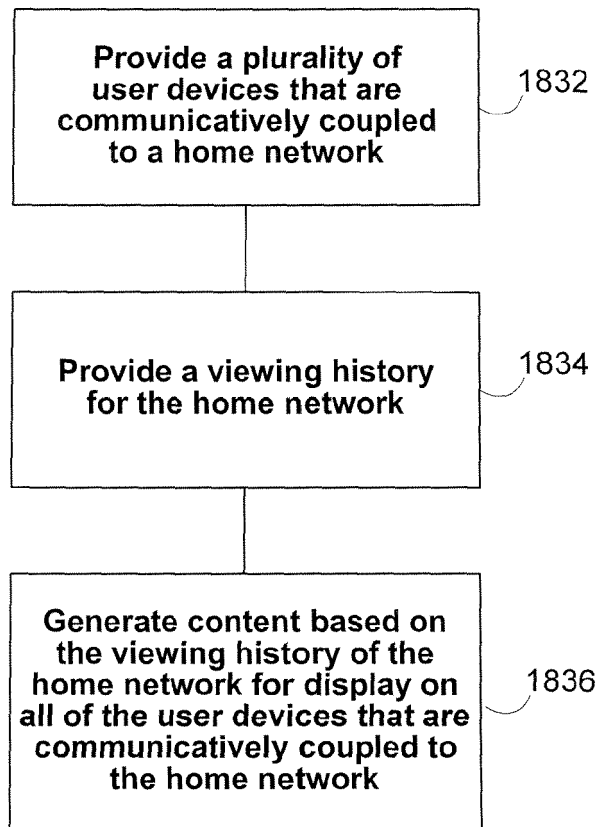 Provide a plurality of
user devices that are
communicatively coupled
to a home network
1832
Provide a viewing history
for the home network
1834
Generate content based on
the viewing history of the
home network for display on
all of the user devices that are
communicatively coupled to
the home network
1836